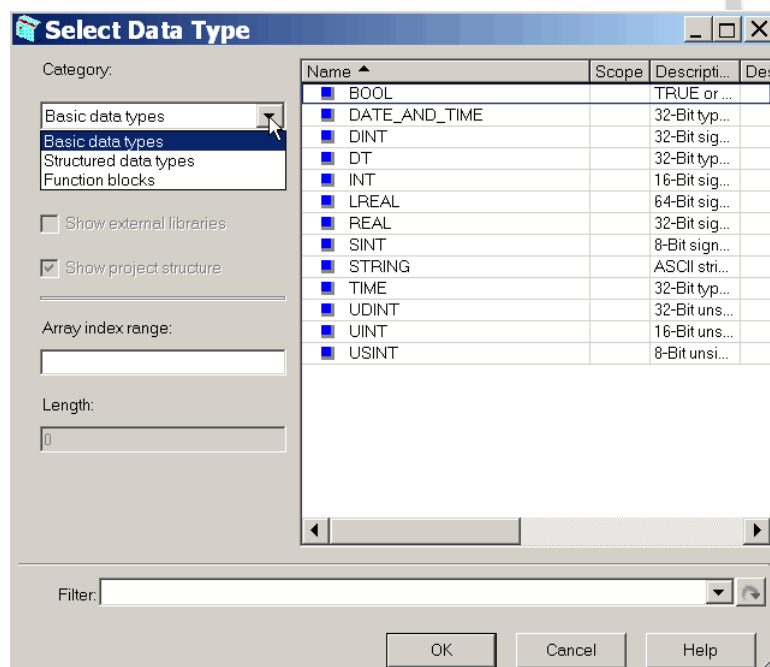 Select Data Type
Category:
Basic data types
Basic data types
Structured data types
Function blocks
Show external libraries
Show project structure
Array index range:
Length:
0
Name Scope Descripti... Des
BOOL TRUE or ...
DATE_AND_TIME 32-Bit typ...
DINT 32-Bit sig...
DT 32-Bit typ...
INT 16-Bit sig...
LREAL 64-Bit sig...
REAL 32-Bit sig...
SINT 8-Bit sign...
STRING ASCII stri...
TIME 32-Bit typ...
UDINT 32-Bit uns...
UINT 16-Bit uns...
USINT 8-Bit unsi...
Filter:
OK Cancel Help